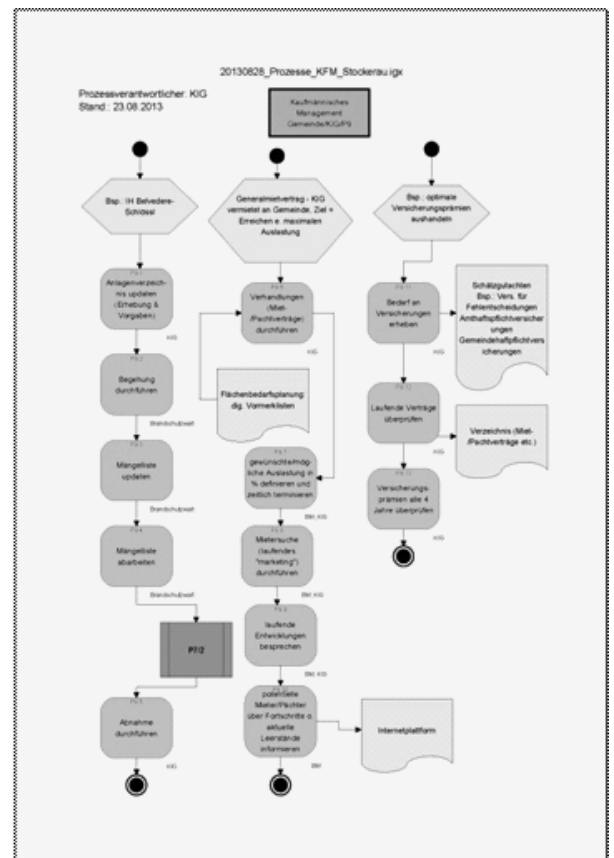 20130828_Prozesse_KFM_Stockerau.igx
Prozessverantwortlicher: KIG
Stand.: 23.08.2013
Kaufmännisches
Management
Gemeinde/KIG/P9
Bsp.: IH Belvedere-
Schlössl
Anlagenverzeich-
nis updaten
(Erhebung &
Vorgaben)
KIG
Begehung
durchführen
Brandschutzwart
Mängelliste
updaten
Brandschutzwart
Mängelliste
abarbeiten
Brandschutzwart
P7/2
Abnahme
durchführen
KIG
Generalmietvertrag - KIG
vermietet an Gemeinde, Ziel =
Erreichen e. maximalen
Auslastung
Verhandlungen
(Miet-
/Pachtverträge)
durchführen
KIG
Flächenbedarfsplanung:
dig. Vormerklisten
gewünschte/mög
liche Auslastung in
% definieren und
zeitlich terminieren
BM, KIG
Mietersuche
(laufendes
"marketing")
durchführen
BM, KIG
laufende
Entwicklungen
besprechen
BM, KIG
potentielle
Mieter/Pächter
über Fortschritte o.
aktuelle
Leerstände
informieren
BM
Internetplattform
Bsp.: optimale
Versicherungsprämien
aushandeln
Bedarf an
Versicherungen
erheben
KIG
Schätzgutachten
Bsp.: Vers. für
Fehlentscheidungen
Amthaftspflichtversicher
ungen
Gemeindehaftpflichtvers
icherungen
Laufende Verträge
überprüfen
KIG
Verzeichnis (Miet-
/Pachtverträge etc.)
Versicherungs-
prämien alle 4
Jahre überprüfen
KIG